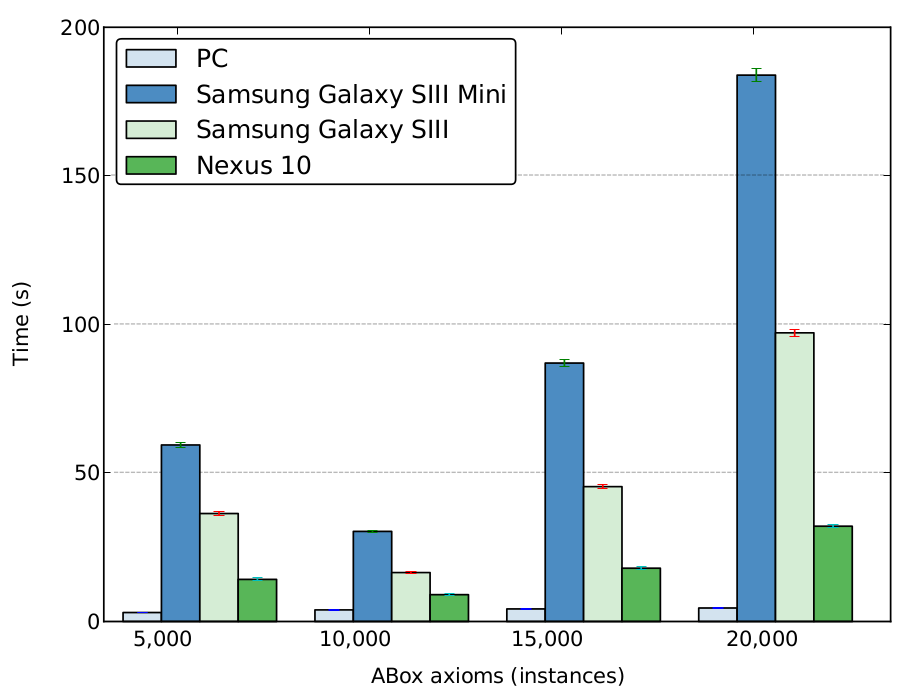 200
150
100
50
0
Time (s)
PC
Samsung Galaxy SIII Mini
Samsung Galaxy SIII
Nexus 10
5,000
10,000
15,000
20,000
ABox axioms (instances)